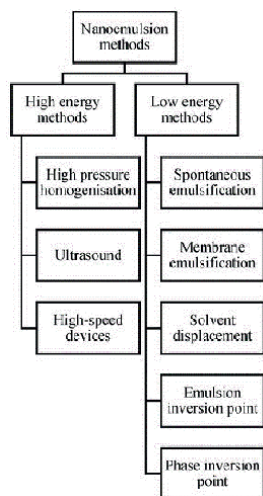 Nanoemulsion
methods
High energy
methods
Low energy
methods
High pressure
homogenisation
Ultrasound
High-speed
devices
Spontaneous
emulsification
Membrane
emulsification
Solvent
displacement
Emulsion
inversion point
Phase inversion
point